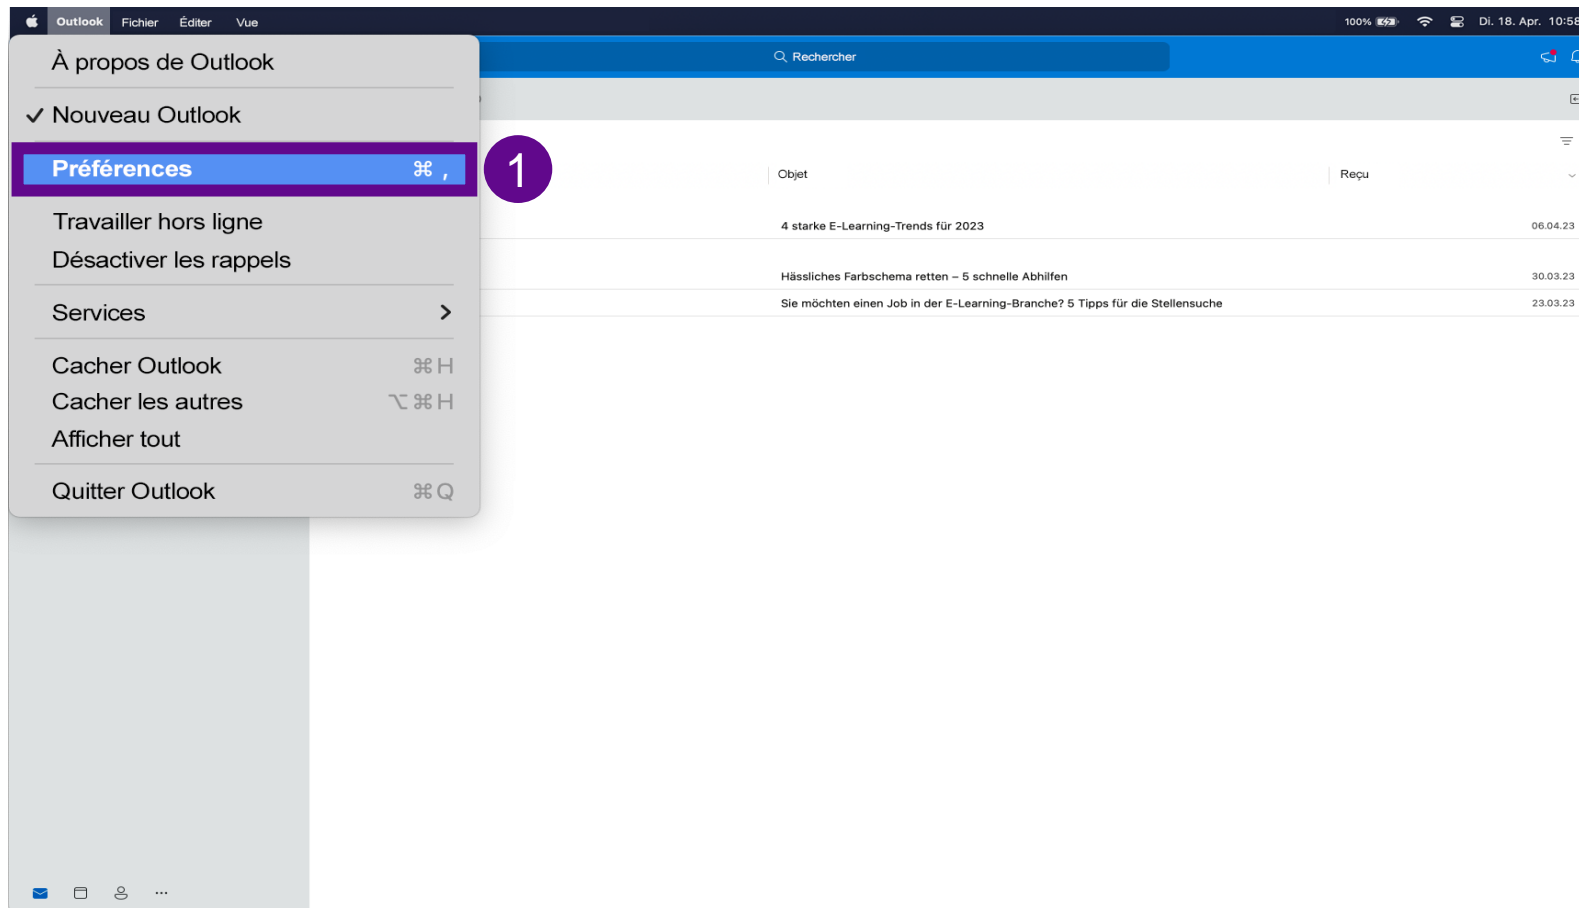 Outlook Fichier Éditer Vue 100% Di. 18. Apr. 10:58
Rechercher
À propos de Outlook
✓ Nouveau Outlook
Préférences ⌘ ,
1
Travailler hors ligne
Désactiver les rappels
Services >
Cacher Outlook ⌘ H
Cacher les autres ⌥ ⌘ H
Afficher tout
Quitter Outlook ⌘ Q
Objet Reçu
4 starke E-Learning-Trends für 2023 06.04.23
Hässliches Farbschema retten – 5 schnelle Abhilfen 30.03.23
Sie möchten einen Job in der E-Learning-Branche? 5 Tipps für die Stellensuche 23.03.23